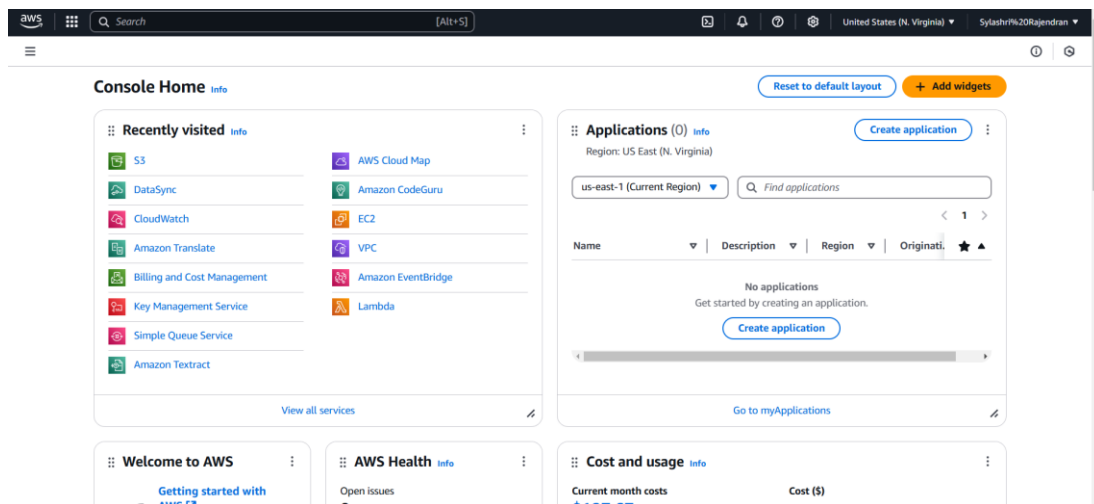 aws
Search [Alt+S]
United States (N. Virginia) Sylashri%20Rajendran
Console Home Info
Reset to default layout
+ Add widgets
Recently visited Info
S3
DataSync
CloudWatch
Amazon Translate
Billing and Cost Management
Key Management Service
Simple Queue Service
Amazon Textract
AWS Cloud Map
Amazon CodeGuru
EC2
VPC
Amazon EventBridge
Lambda
View all services
Applications (0) Info
Create application
Region: US East (N. Virginia)
us-east-1 (Current Region)
Find applications
1
Name Description Region Originati.
No applications
Get started by creating an application.
Create application
Go to myApplications
Welcome to AWS
Getting started with
AWS
AWS Health Info
Open issues
Cost and usage Info
Current month costs
Cost ($)